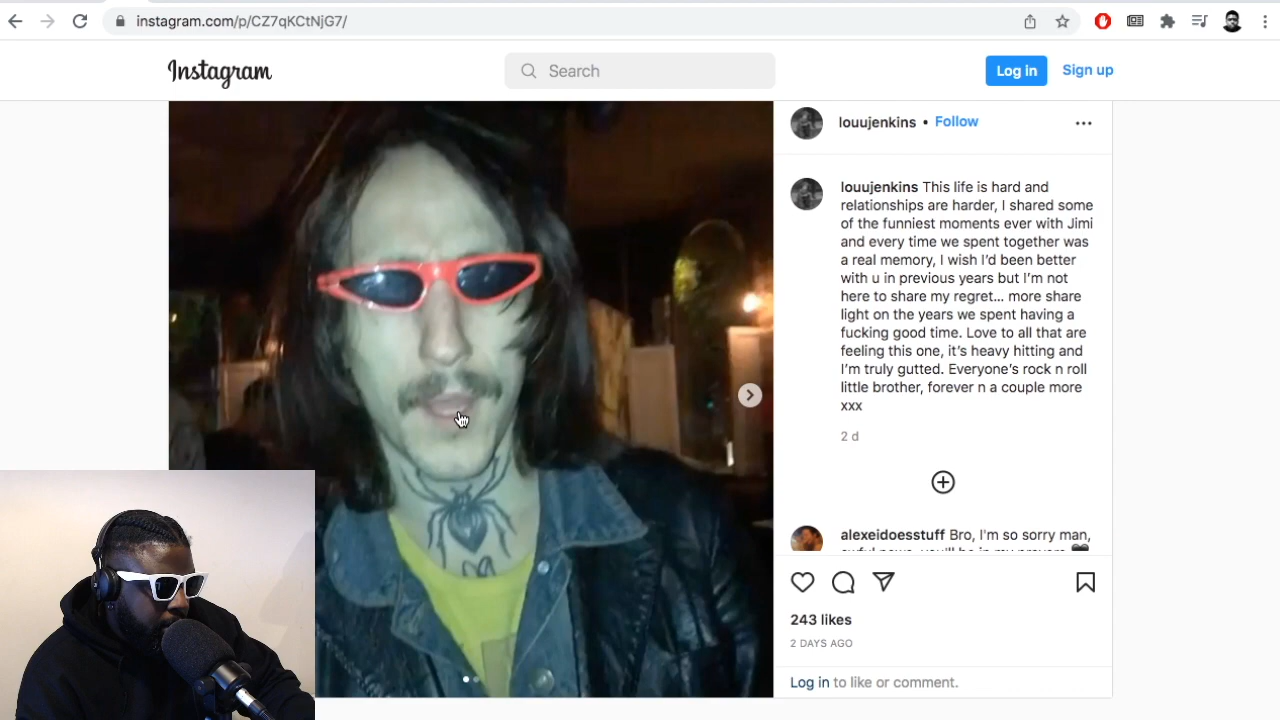 instagram.com/p/CZ7qKCtNjG7/
Instagram
Search
Log in
Sign up
louujenkins • Follow
louujenkins This life is hard and
relationships are harder, I shared some
of the funniest moments ever with Jimi
and every time we spent together was
a real memory, I wish I'd been better
with u in previous years but I'm not
here to share my regret... more share
light on the years we spent having a
fucking good time. Love to all that are
feeling this one, it's heavy hitting and
I'm truly gutted. Everyone's rock n roll
little brother, forever n a couple more
xxx
2 d
alexeidoesstuff Bro, I'm so sorry man,
243 likes
2 DAYS AGO
Log in to like or comment.